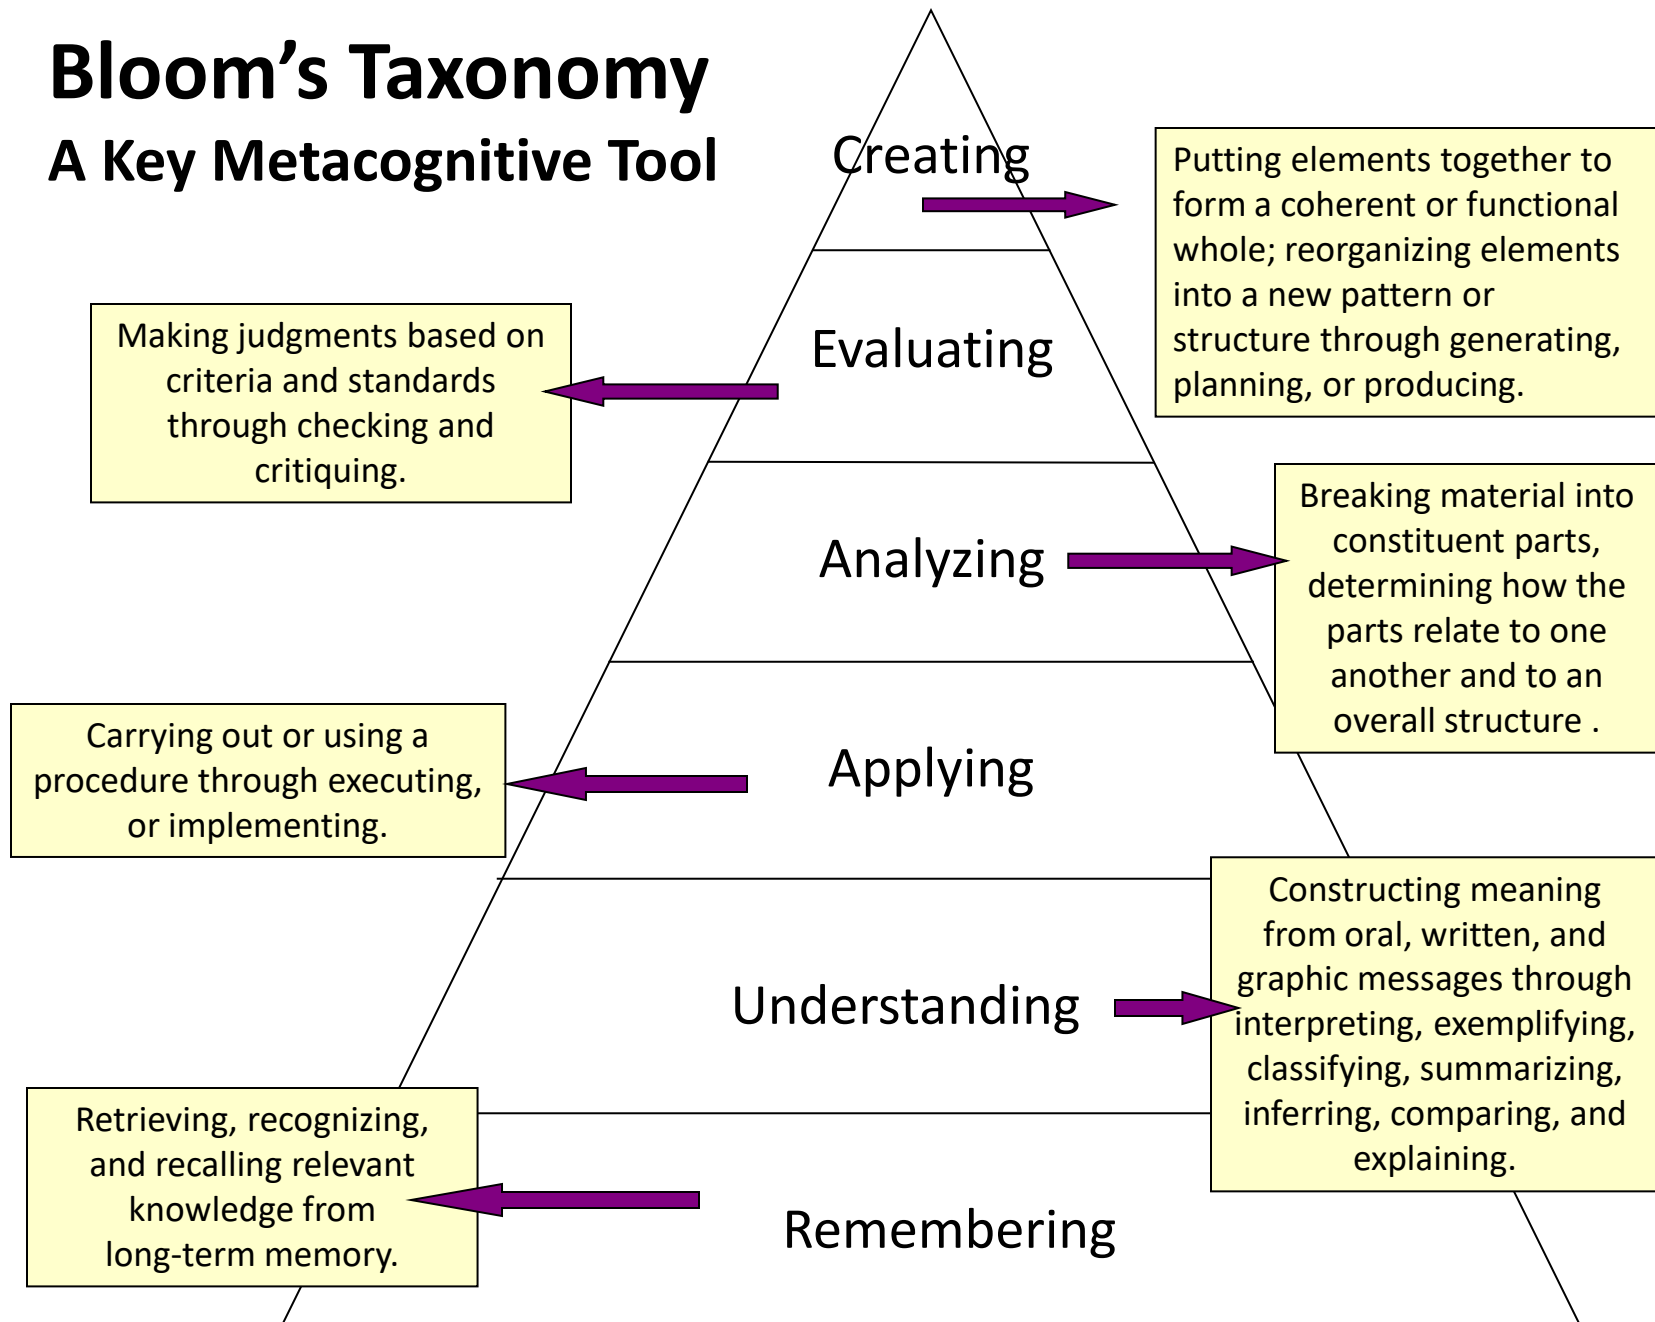 Bloom’s Taxonomy
A Key Metacognitive Tool
Creating
Putting elements together to
form a coherent or functional
whole; reorganizing elements
into a new pattern or
structure through generating,
planning, or producing.
Evaluating
Making judgments based on
criteria and standards
through checking and
critiquing.
Analyzing
Breaking material into
constituent parts,
determining how the
parts relate to one
another and to an
overall structure .
Applying
Carrying out or using a
procedure through executing,
or implementing.
Understanding
Constructing meaning
from oral, written, and
graphic messages through
interpreting, exemplifying,
classifying, summarizing,
inferring, comparing, and
explaining.
Remembering
Retrieving, recognizing,
and recalling relevant
knowledge from
long-term memory.